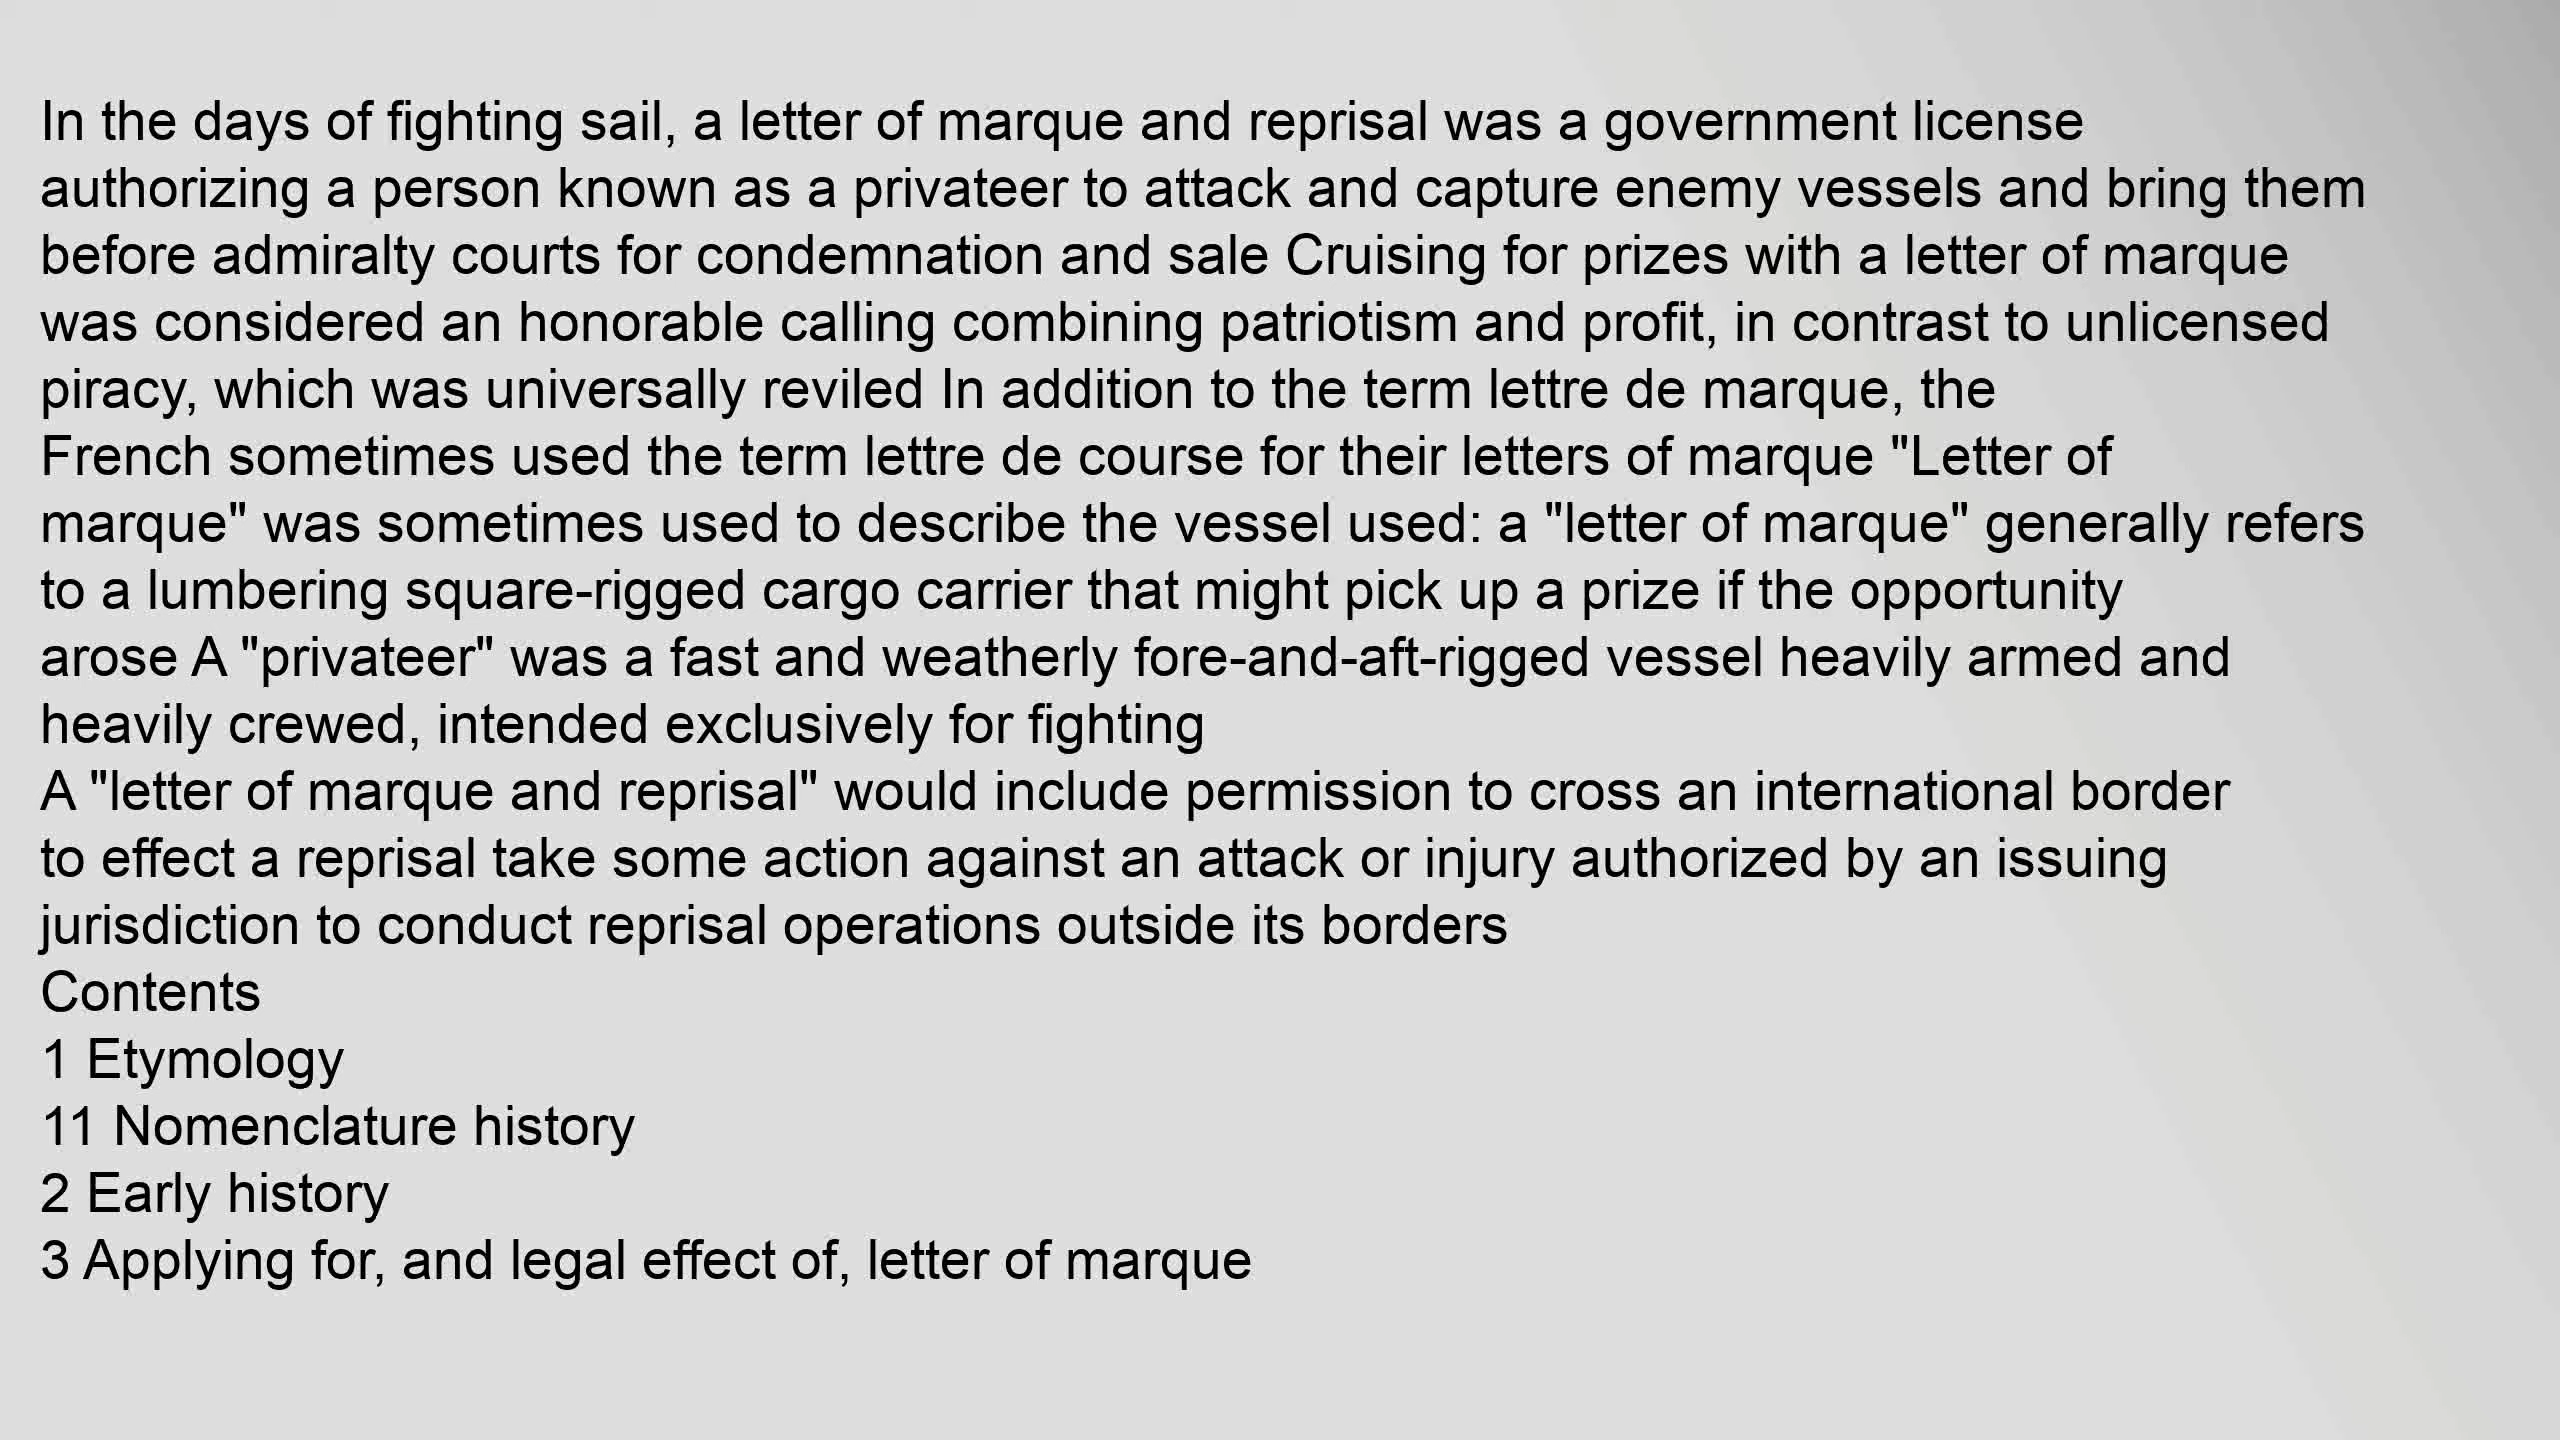 In the days of fighting sail, a letter of marque and reprisal was a government license
authorizing a person known as a privateer to attack and capture enemy vessels and bring them
before admiralty courts for condemnation and sale Cruising for prizes with a letter of marque
was considered an honorable calling combining patriotism and profit, in contrast to unlicensed
piracy, which was universally reviled In addition to the term lettre de marque, the
French sometimes used the term lettre de course for their letters of marque "Letter of
marque" was sometimes used to describe the vessel used: a "letter of marque" generally refers
to a lumbering square-rigged cargo carrier that might pick up a prize if the opportunity
arose A "privateer" was a fast and weatherly fore-and-aft-rigged vessel heavily armed and
heavily crewed, intended exclusively for fighting
A "letter of marque and reprisal" would include permission to cross an international border
to effect a reprisal take some action against an attack or injury authorized by an issuing
jurisdiction to conduct reprisal operations outside its borders
Contents
1 Etymology
11 Nomenclature history
2 Early history
3 Applying for, and legal effect of, letter of marque